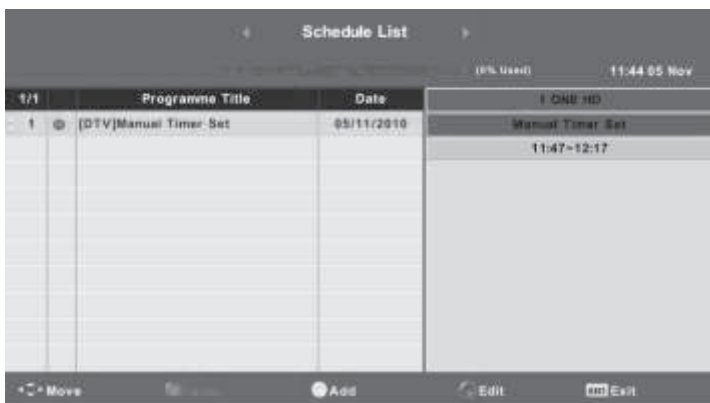 Schedule List
(0% Used) 11:44 05 Nov
1/1 Programme Title Date
1 ONE HD
1 [DTV]Manual Timer Set 05/11/2010
Manual Timer Set
11:47~12:17
Move
Add
Edit
EXIT Exit